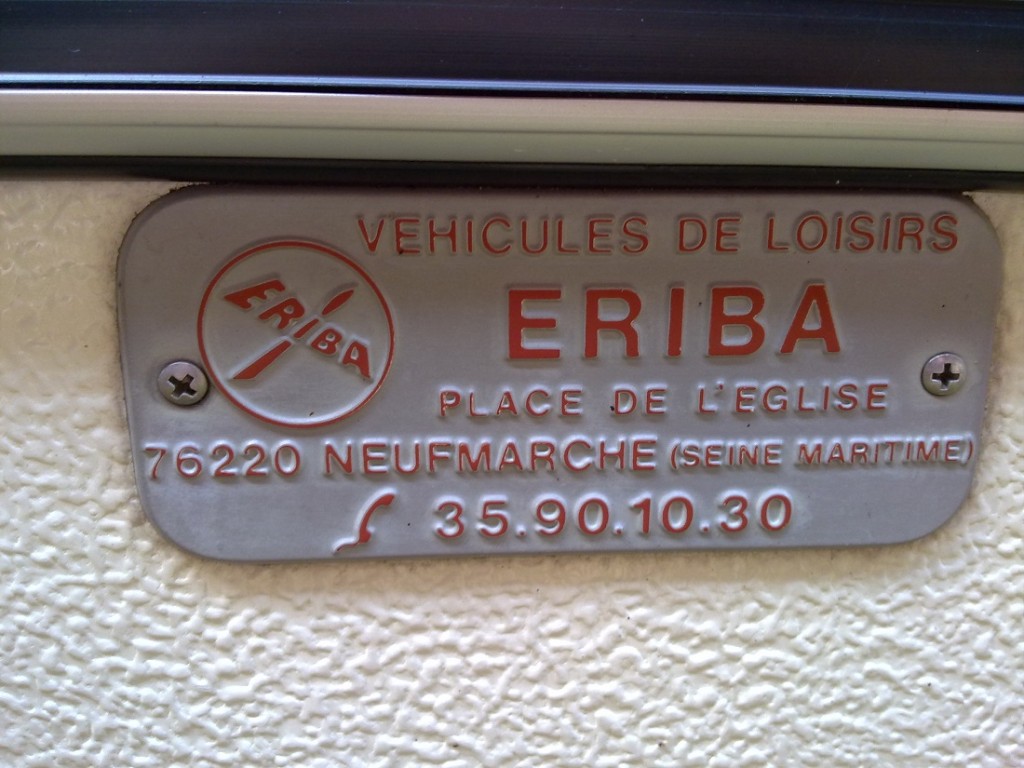 VEHICULES DE LOISIRS
ERIBA
ERIBA
PLACE DE L'EGLISE
76220 NEUFMARCHE (SEINE MARITIME)
35.90.10.30